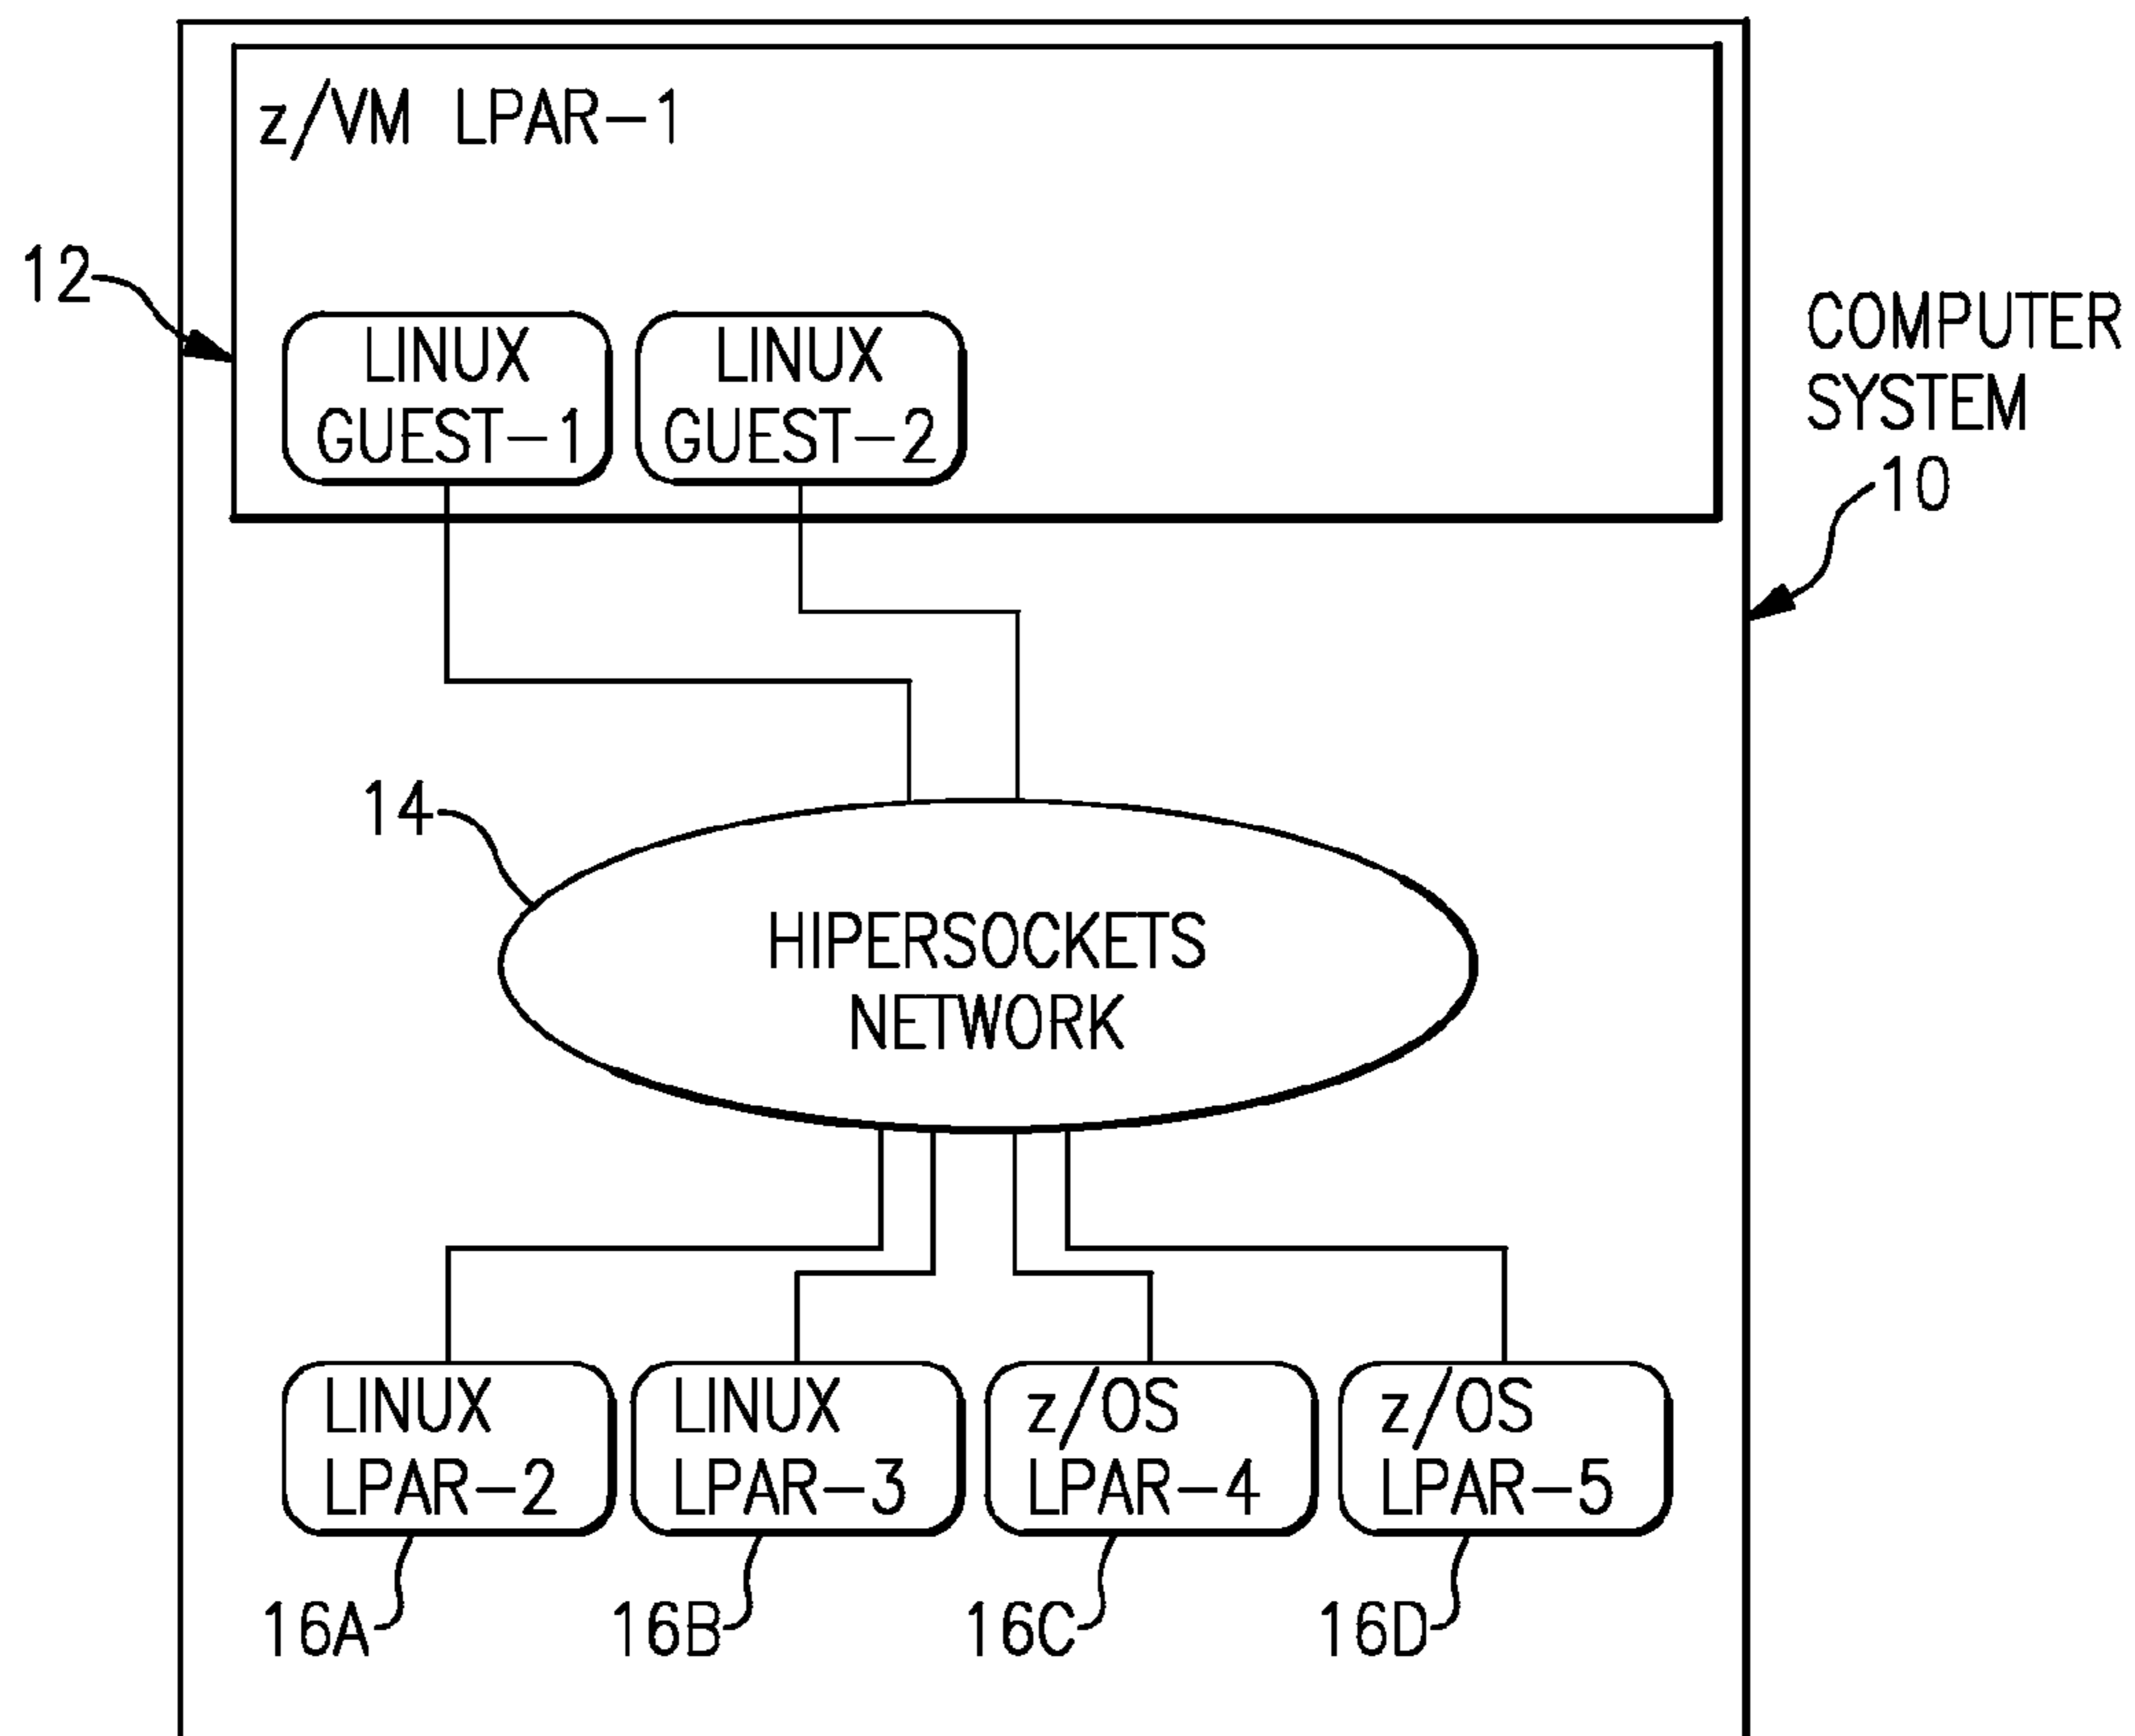 z/VM LPAR-1
12
LINUX
GUEST-1
LINUX
GUEST-2
COMPUTER
SYSTEM
10
14
HIPERSOCKETS
NETWORK
LINUX
LPAR-2
LINUX
LPAR-3
z/OS
LPAR-4
z/OS
LPAR-5
16A
16B
16C
16D